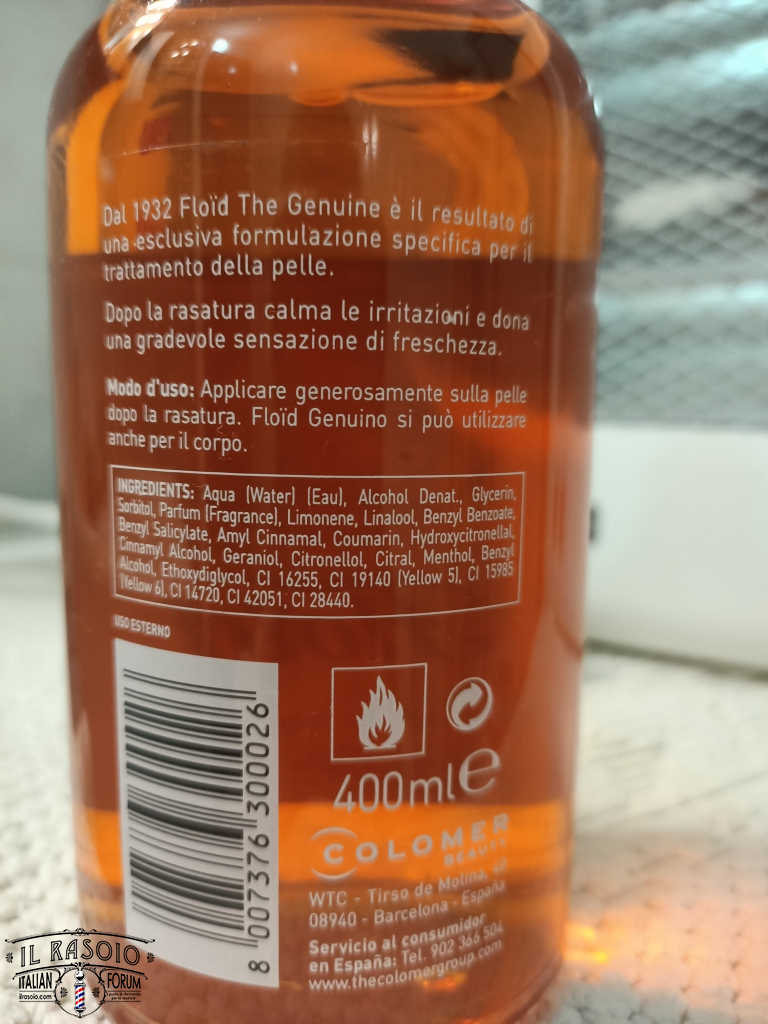 Dal 1932 Floïd The Genuine è il resultato di
una esclusiva formulazione specifica per il
trattamento della pelle.
Dopo la rasatura calma le irritazioni e dona
una gradevole sensazione di freschezza.
Modo d'uso: Applicare generosamente sulla pelle
dopo la rasatura. Floïd Genuino si può utilizzare
anche per il corpo.
INGREDIENTS: Aqua (Water) (Eau), Alcohol Denat., Glycerin,
Sorbitol, Parfum (Fragrance), Limonene, Linalool, Benzyl Benzoate,
Benzyl Salicylate, Amyl Cinnamal, Coumarin, Hydroxycitronellal,
Cinnamyl Alcohol, Geraniol, Citronellol, Citral, Menthol, Benzyl
Alcohol, Ethoxydiglycol, CI 16255, CI 19140 (Yellow 5), CI 15985
(Yellow 6), CI 14720, CI 42051, CI 28440.
USO ESTERNO
8 007376 300026
400ml e
COLOMER
BEAUTY
WTC - Tirso de Molina, 40
08940 - Barcelona - España
Servicio al consumidor
en España: Tel. 902 366 504
www.thecolomergroup.com
IL RASOIO
ITALIAN FORUM
ilrasoio.com